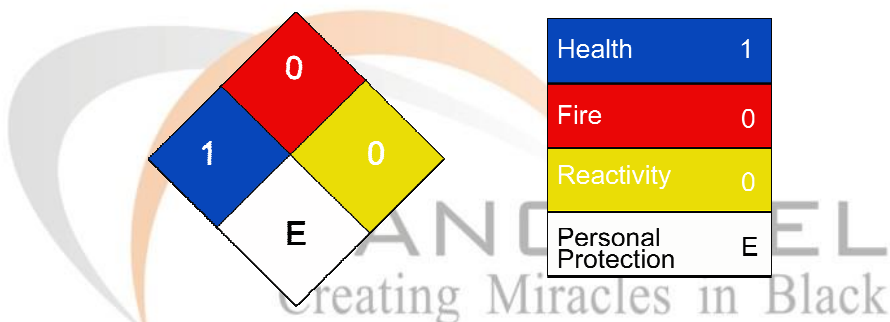 0
1
0
E
Health 1
Fire 0
Reactivity 0
Personal
Protection E
Creating Miracles in Black